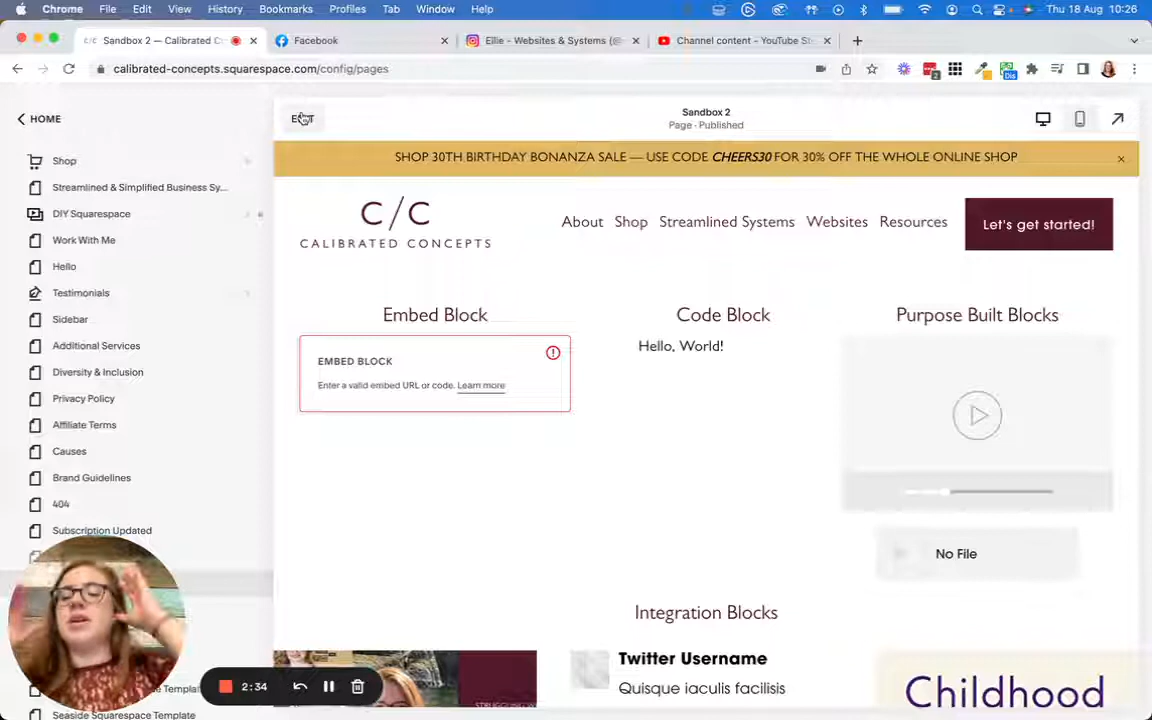 Chrome File Edit View History Bookmarks Profiles Tab Window Help Thu 18 Aug 10:26
Sandbox 2 — Calibrated C Facebook Ellie - Websites & Systems (@ Channel content - YouTube St
calibrated-concepts.squarespace.com/config/pages
HOME
Shop
Streamlined & Simplified Business Sy...
DIY Squarespace
Work With Me
Hello
Testimonials
Sidebar
Additional Services
Diversity & Inclusion
Privacy Policy
Affiliate Terms
Causes
Brand Guidelines
404
Subscription Updated
Seaside Squarespace Template
2:34
Sandbox 2
Page · Published
SHOP 30TH BIRTHDAY BONANZA SALE — USE CODE CHEERS30 FOR 30% OFF THE WHOLE ONLINE SHOP
C/C
CALIBRATED CONCEPTS
About Shop Streamlined Systems Websites Resources Let's get started!
Embed Block
EMBED BLOCK
Enter a valid embed URL or code. Learn more
Code Block
Hello, World!
Purpose Built Blocks
No File
Integration Blocks
Twitter Username
Quisque iaculis facilisis
Childhood